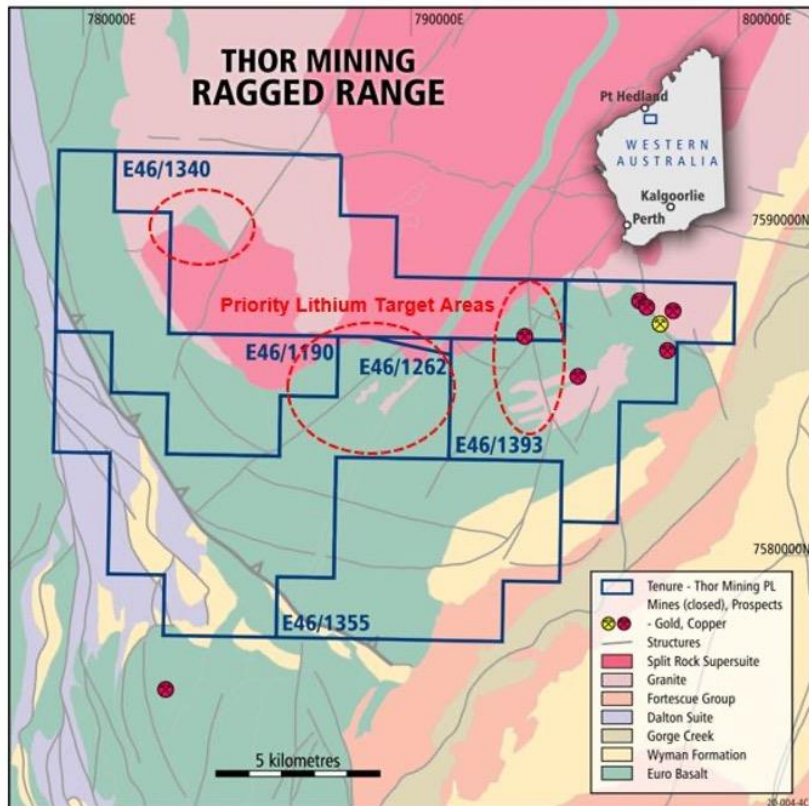 780000E
790000E
800000E
THOR MINING
RAGGED RANGE
Pt Hedland
WESTERN
AUSTRALIA
Kalgoorlie
Perth
E46/1340
7590000N
Priority Lithium Target Areas
E46/1190
E46/1262
E46/1393
7580000N
E46/1355
5 kilometres
Tenure - Thor Mining PL
Mines (closed), Prospects
- Gold, Copper
Structures
Split Rock Supersuite
Granite
Fortescue Group
Dalton Suite
Gorge Creek
Wyman Formation
Euro Basalt